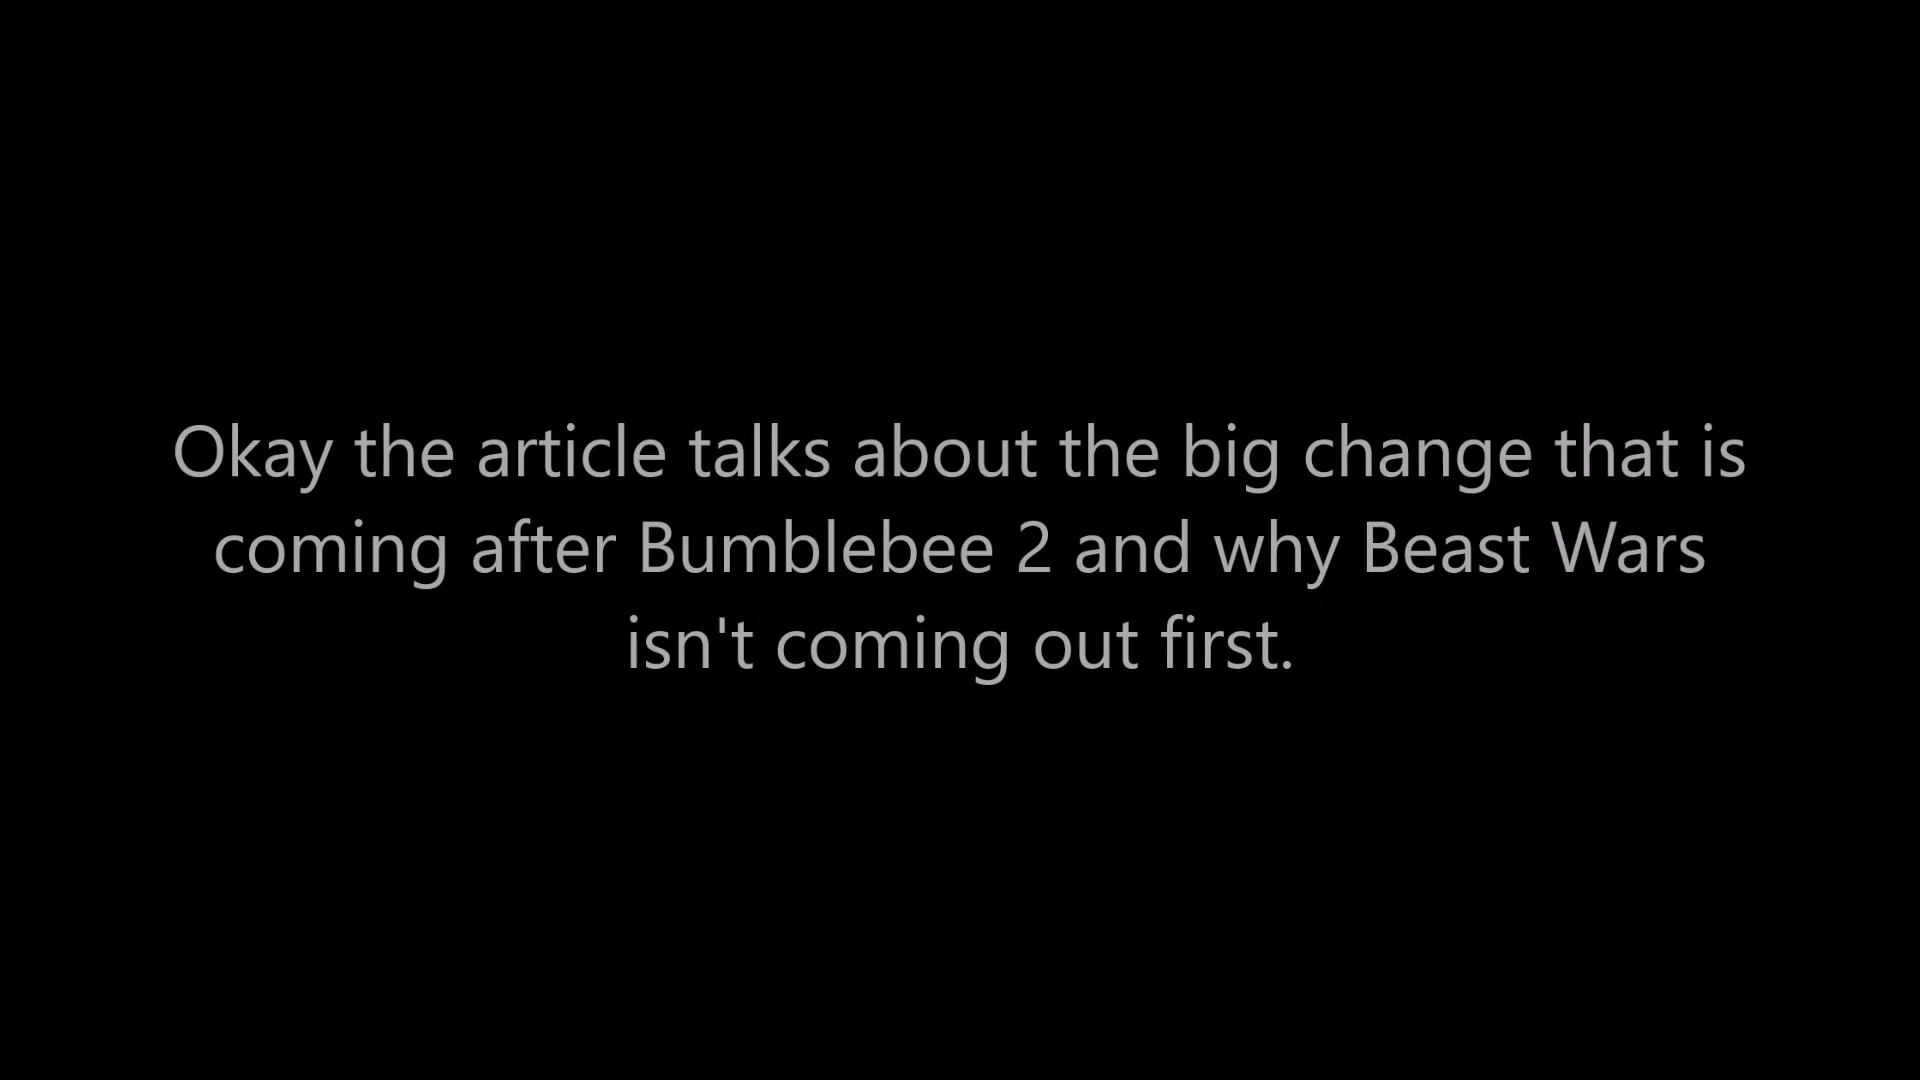 Okay the article talks about the big change that is
coming after Bumblebee 2 and why Beast Wars
isn't coming out first.